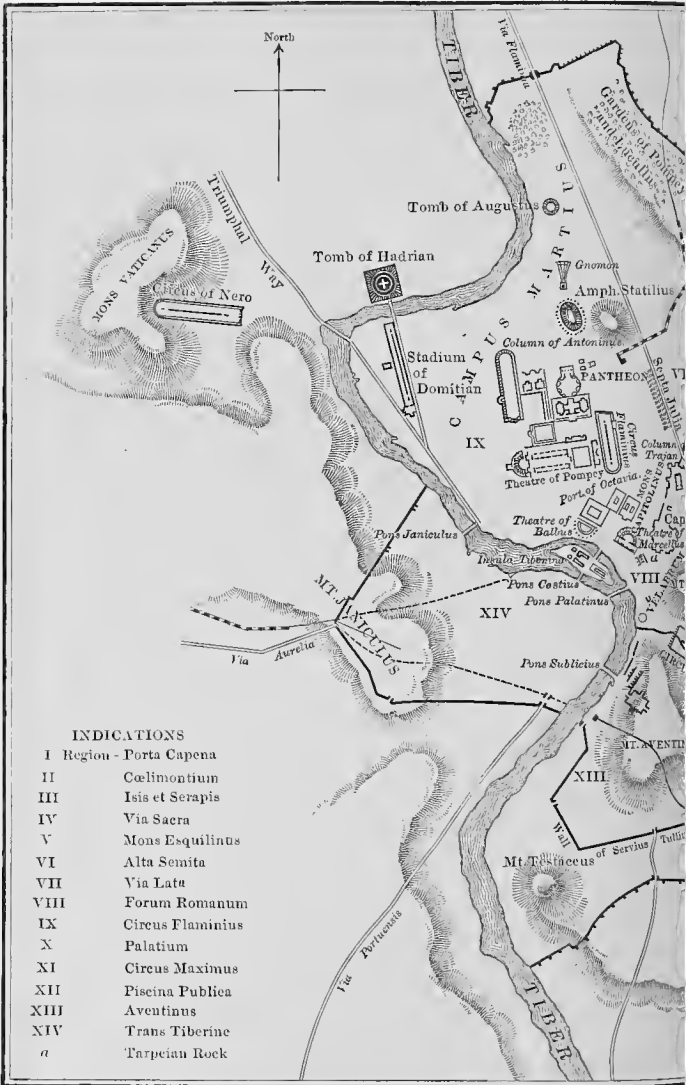 North
TIBER
Via Flaminia
Gardens of Pompey
and Lucullus
Triumphal
Way
Tomb of Augustus
CAMPUS MARTIUS
MONS VATICANUS
Tomb of Hadrian
Gnomon
Circus of Nero
Amph. Statilius
Column of Antoninus
Stadium
of
Domitian
PANTHEON
Septa Julia
IX
Circus
Flaminius
Column of
Trajan
Theatre of Pompey
Port. of Octavia
MONS
CAPITOLINUS
Theatre of
Balbus
Theatre of
Marcellus
Pons Janiculus
Insula Tiberina
a
VIII
Pons Cestius
Pons Palatinus
MT. JANICULUS
XIV
Via Aurelia
Pons Sublicius
INDICATIONS
I Region - Porta Capena
II Cœlimontium
III Isis et Serapis
IV Via Sacra
V Mons Esquilinus
VI Alta Semita
VII Via Lata
VIII Forum Romanum
IX Circus Flaminius
X Palatium
XI Circus Maximus
XII Piscina Publica
XIII Aventinus
XIV Trans Tiberine
a Tarpeian Rock
MT. AVENTIN
XIII
Wall of Servius Tulliu
Mt. Testaceus
Via Portuensis
TIBER